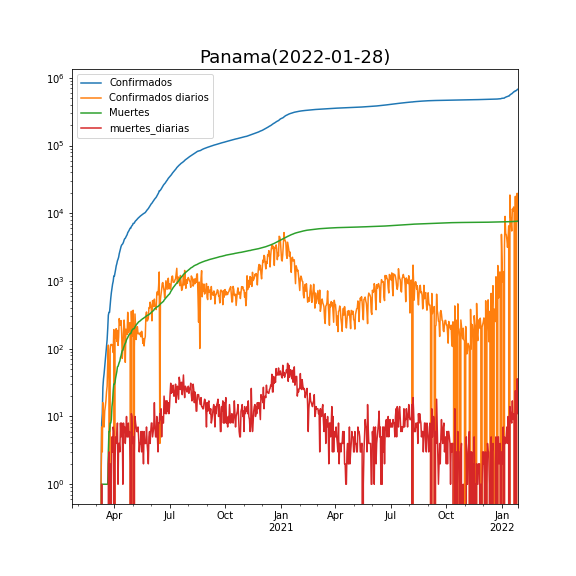 Panama(2022-01-28)
Confirmados
Confirmados diarios
Muertes
muertes_diarias
10⁶
10⁵
10⁴
10³
10²
10¹
10⁰
Apr Jul Oct Jan Apr Jul Oct Jan
2021 2022